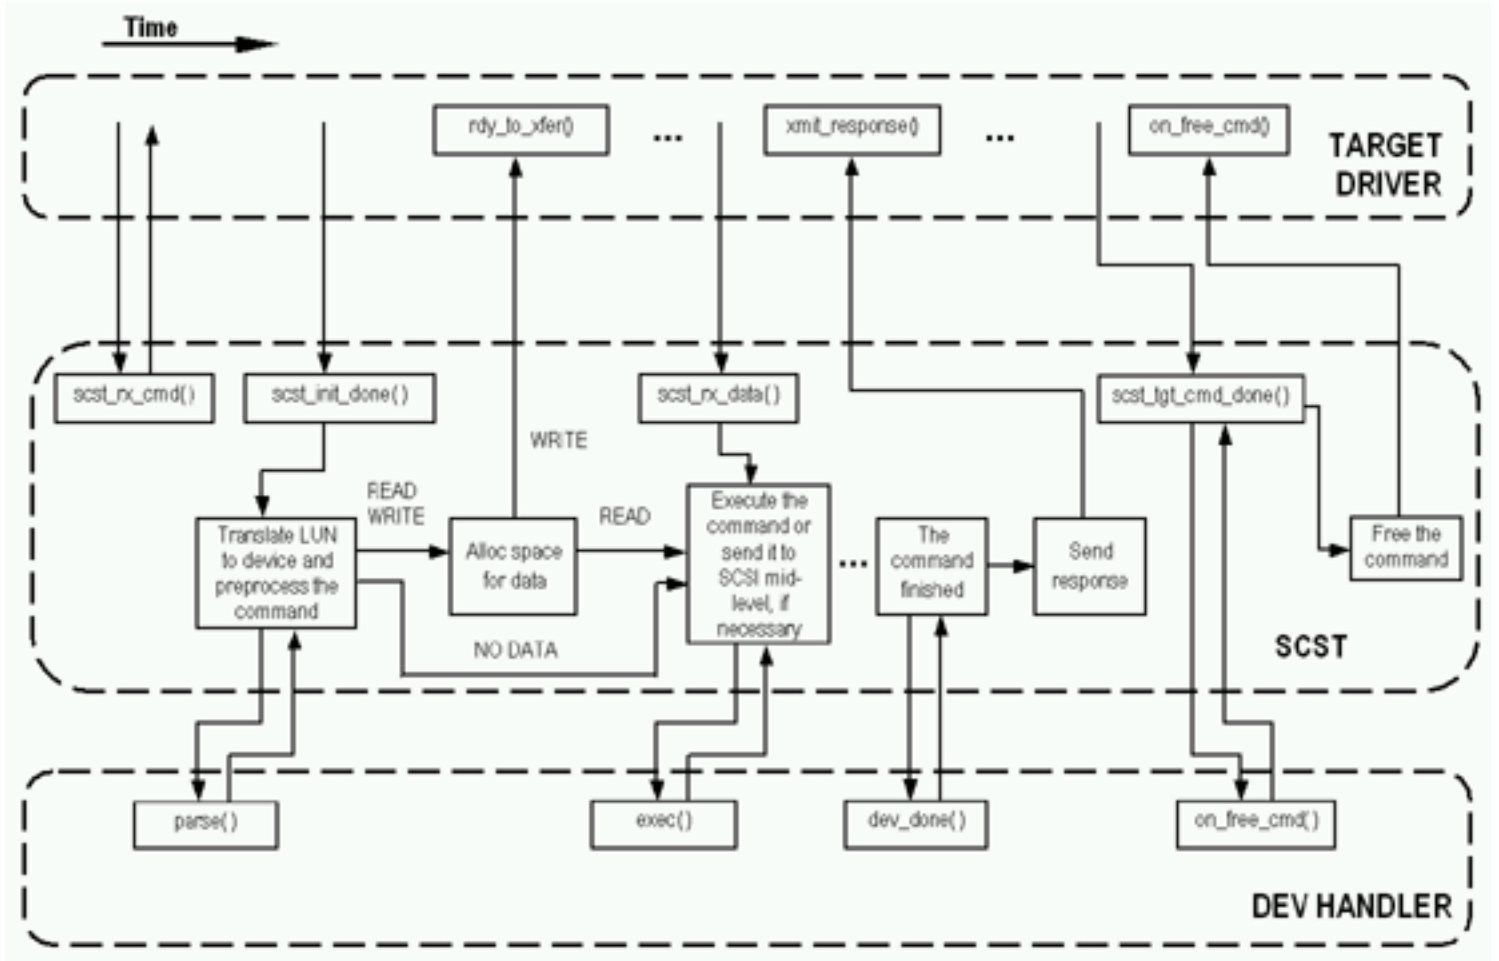 Time
rdy_to_xfer()
...
xmit_response()
...
on_free_cmd()
TARGET
DRIVER
scst_rx_cmd()
scst_init_done()
scst_rx_data()
scst_tgt_cmd_done()
WRITE
READ
WRITE
READ
Translate LUN
to device and
preprocess the
command
Alloc space
for data
Execute the
command or
send it to
SCSI mid-
level, if
necessary
...
The
command
finished
Send
response
Free the
command
NO DATA
SCST
parse()
exec()
dev_done()
on_free_cmd()
DEV HANDLER